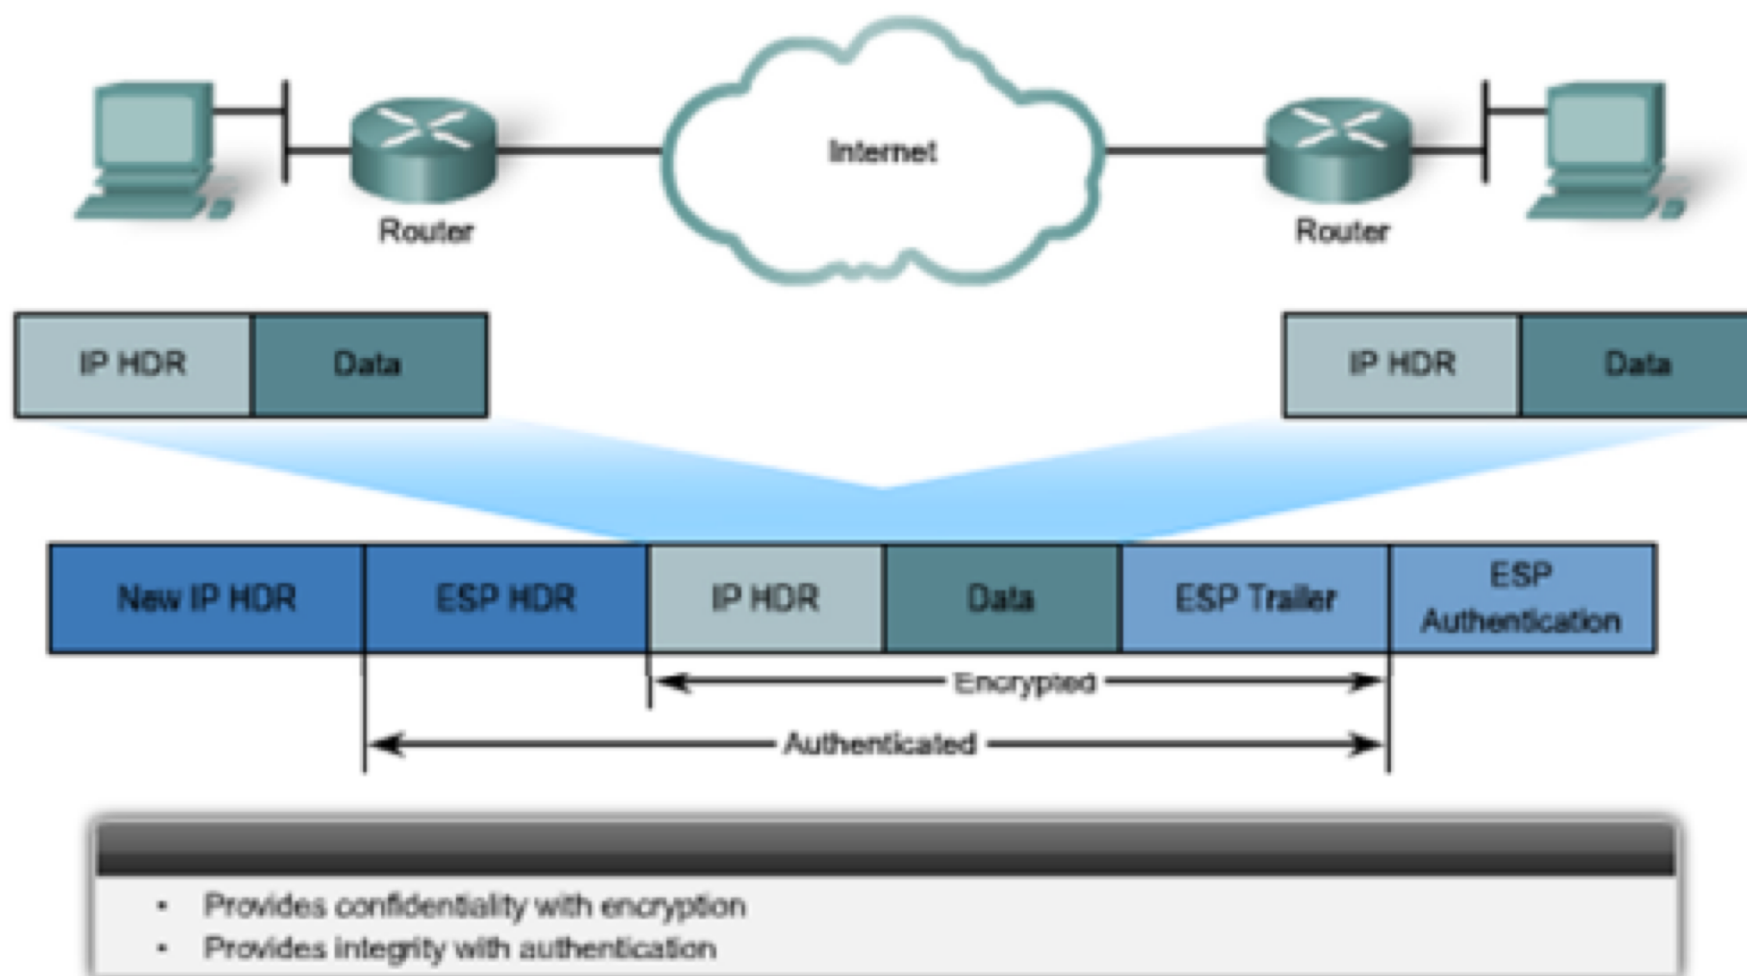 Internet
Router
Router
IP HDR
Data
IP HDR
Data
New IP HDR
ESP HDR
IP HDR
Data
ESP Trailer
ESP
Authentication
Encrypted
Authenticated
• Provides confidentiality with encryption
• Provides integrity with authentication